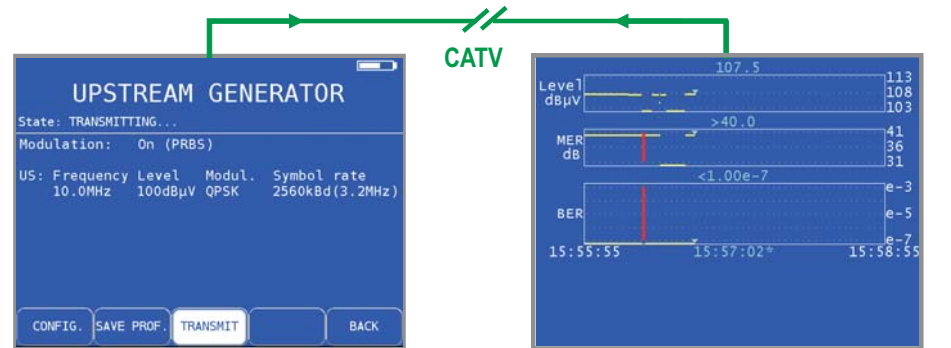 CATV
UPSTREAM GENERATOR
State: TRANSMITTING...
Modulation: On (PRBS)
US: Frequency Level Modul. Symbol rate
10.0MHz 100dBµV QPSK 2560kBd(3.2MHz)
CONFIG. SAVE PROF. TRANSMIT BACK
107.5
Level
dBµV
113
108
103
>40.0
MER
dB
41
36
31
<1.00e-7
BER
e-3
e-5
e-7
15:55:55 15:57:02* 15:58:55